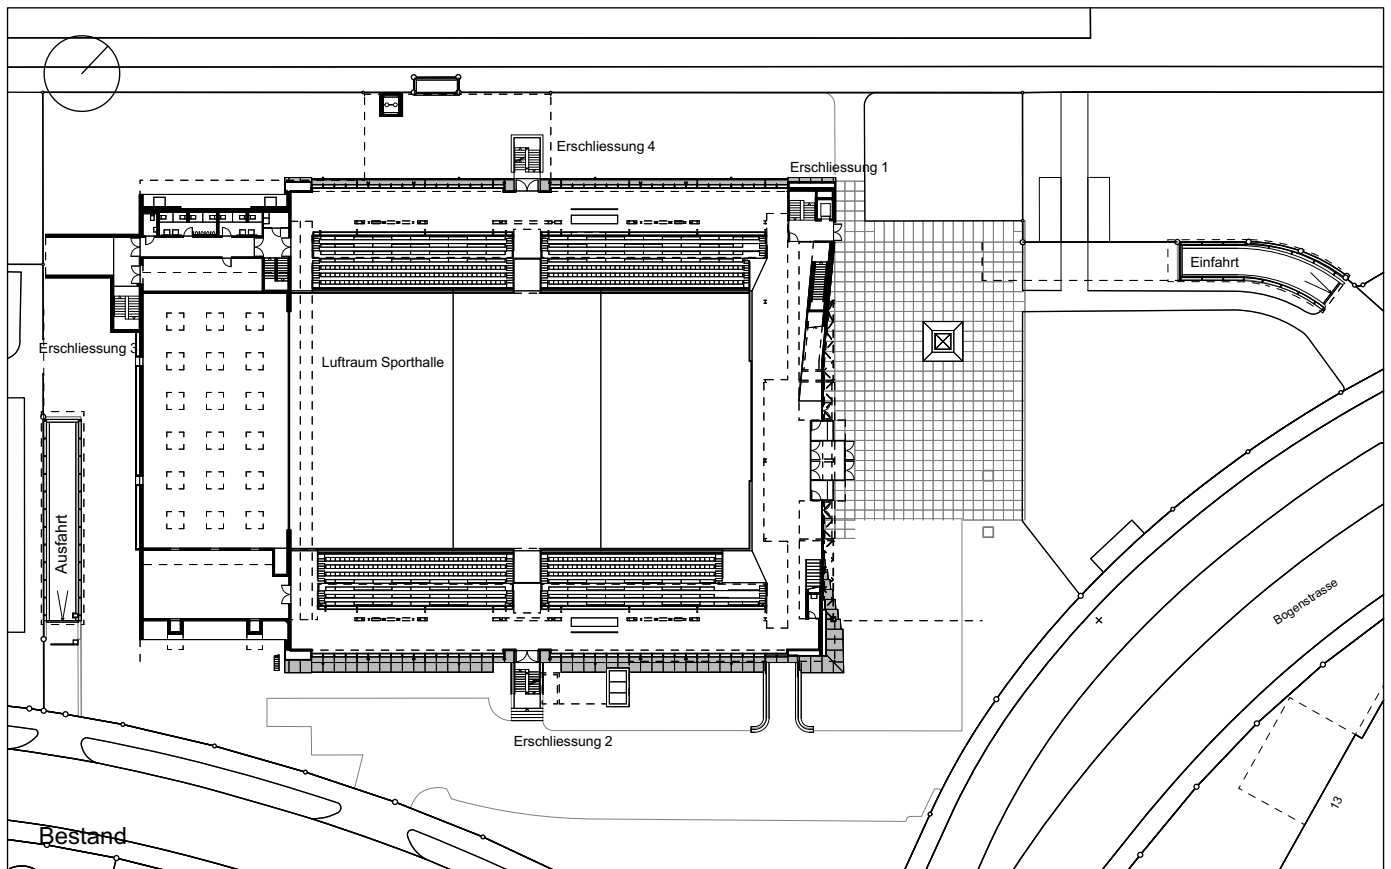 Erschliessung 4
Erschliessung 1
Einfahrt
Erschliessung 3
Luftraum Sporthalle
Ausfahrt
Bogenstrasse
Erschliessung 2
13
Bestand